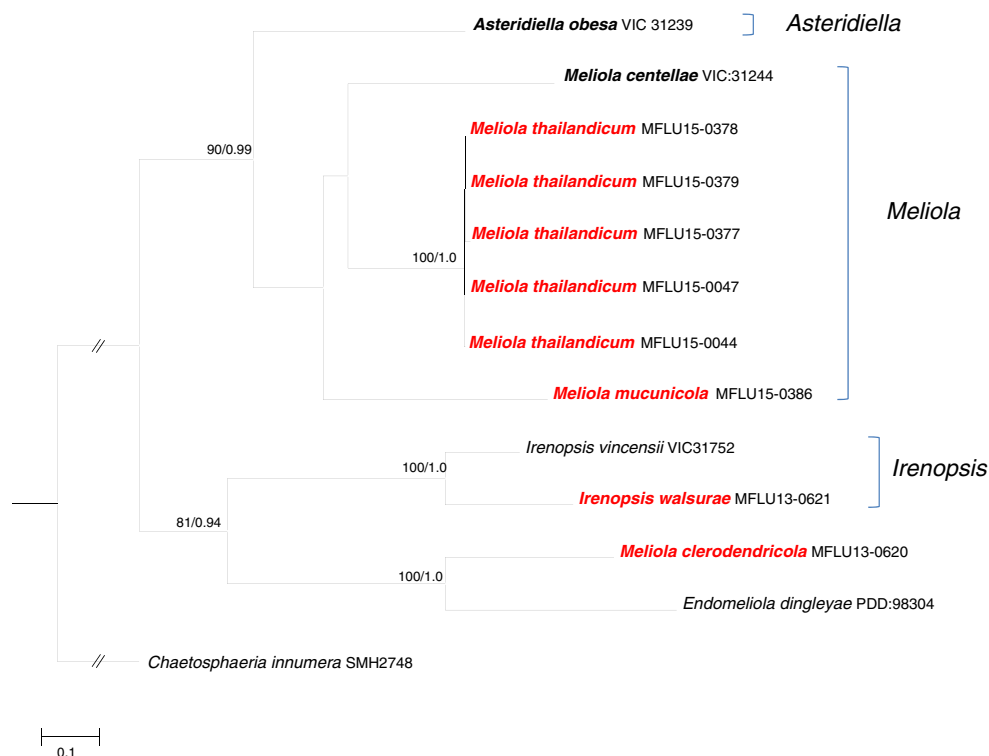 Asteridiella obesa VIC 31239
Asteridiella
Meliola centellae VIC:31244
Meliola thailandicum MFLU15-0378
90/0.99
Meliola thailandicum MFLU15-0379
Meliola
Meliola thailandicum MFLU15-0377
100/1.0
Meliola thailandicum MFLU15-0047
Meliola thailandicum MFLU15-0044
Meliola mucunicola MFLU15-0386
Irenopsis vincensii VIC31752
100/1.0
Irenopsis
Irenopsis walsurae MFLU13-0621
81/0.94
Meliola clerodendricola MFLU13-0620
100/1.0
Endomeliola dingleyae PDD:98304
Chaetosphaeria innumera SMH2748
0.1